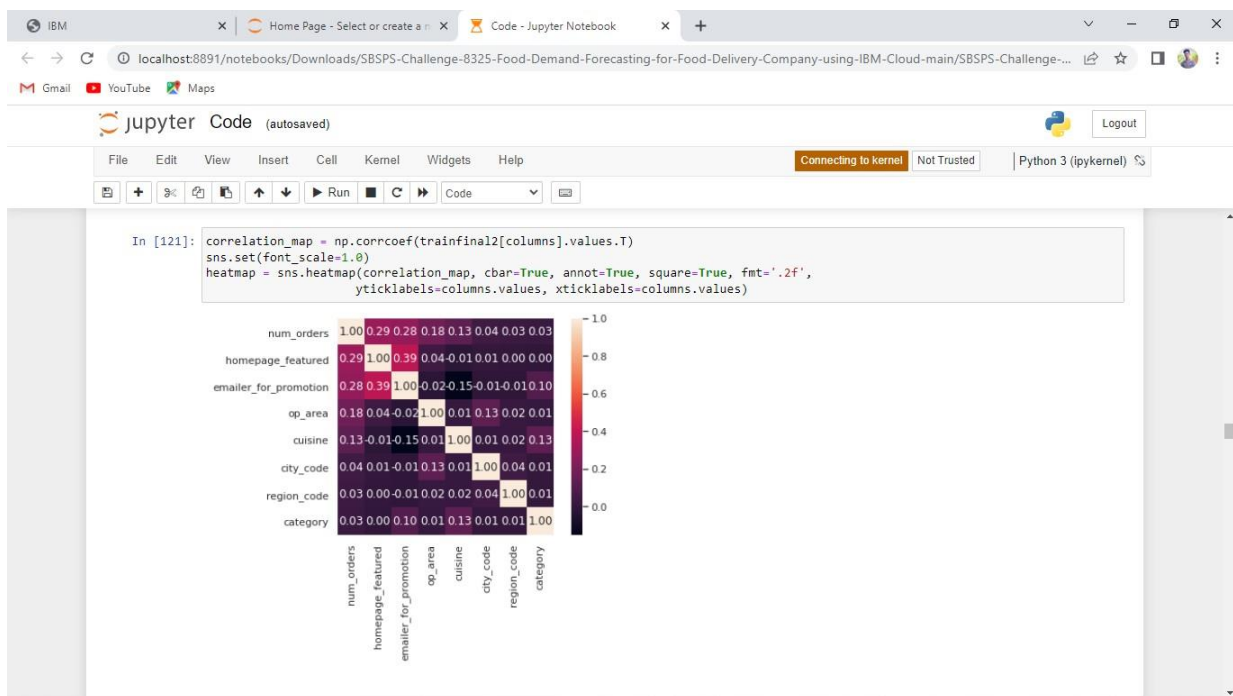 IBM
Home Page - Select or create a n
Code - Jupyter Notebook
localhost:8891/notebooks/Downloads/SBSPS-Challenge-8325-Food-Demand-Forecasting-for-Food-Delivery-Company-using-IBM-Cloud-main/SBSPS-Challenge-...
Gmail YouTube Maps
jupyter Code (autosaved) Logout
File Edit View Insert Cell Kernel Widgets Help Connecting to kernel Not Trusted Python 3 (ipykernel)
Run Code
In [121]: correlation_map = np.corrcoef(trainfinal2[columns].values.T)
sns.set(font_scale=1.0)
heatmap = sns.heatmap(correlation_map, cbar=True, annot=True, square=True, fmt='.2f',
yticklabels=columns.values, xticklabels=columns.values)
num_orders 1.00 0.29 0.28 0.18 0.13 0.04 0.03 0.03
homepage_featured 0.29 1.00 0.39 0.04 -0.01 0.01 0.00 0.00
emailer_for_promotion 0.28 0.39 1.00 -0.02 -0.15 -0.01 -0.01 0.10
op_area 0.18 0.04 -0.02 1.00 0.01 0.13 0.02 0.01
cuisine 0.13 -0.01 -0.15 0.01 1.00 0.01 0.02 0.13
city_code 0.04 0.01 -0.01 0.13 0.01 1.00 0.04 0.01
region_code 0.03 0.00 -0.01 0.02 0.02 0.04 1.00 0.01
category 0.03 0.00 0.10 0.01 0.13 0.01 0.01 1.00
num_orders
homepage_featured
emailer_for_promotion
op_area
cuisine
city_code
region_code
category
1.0
0.8
0.6
0.4
0.2
0.0